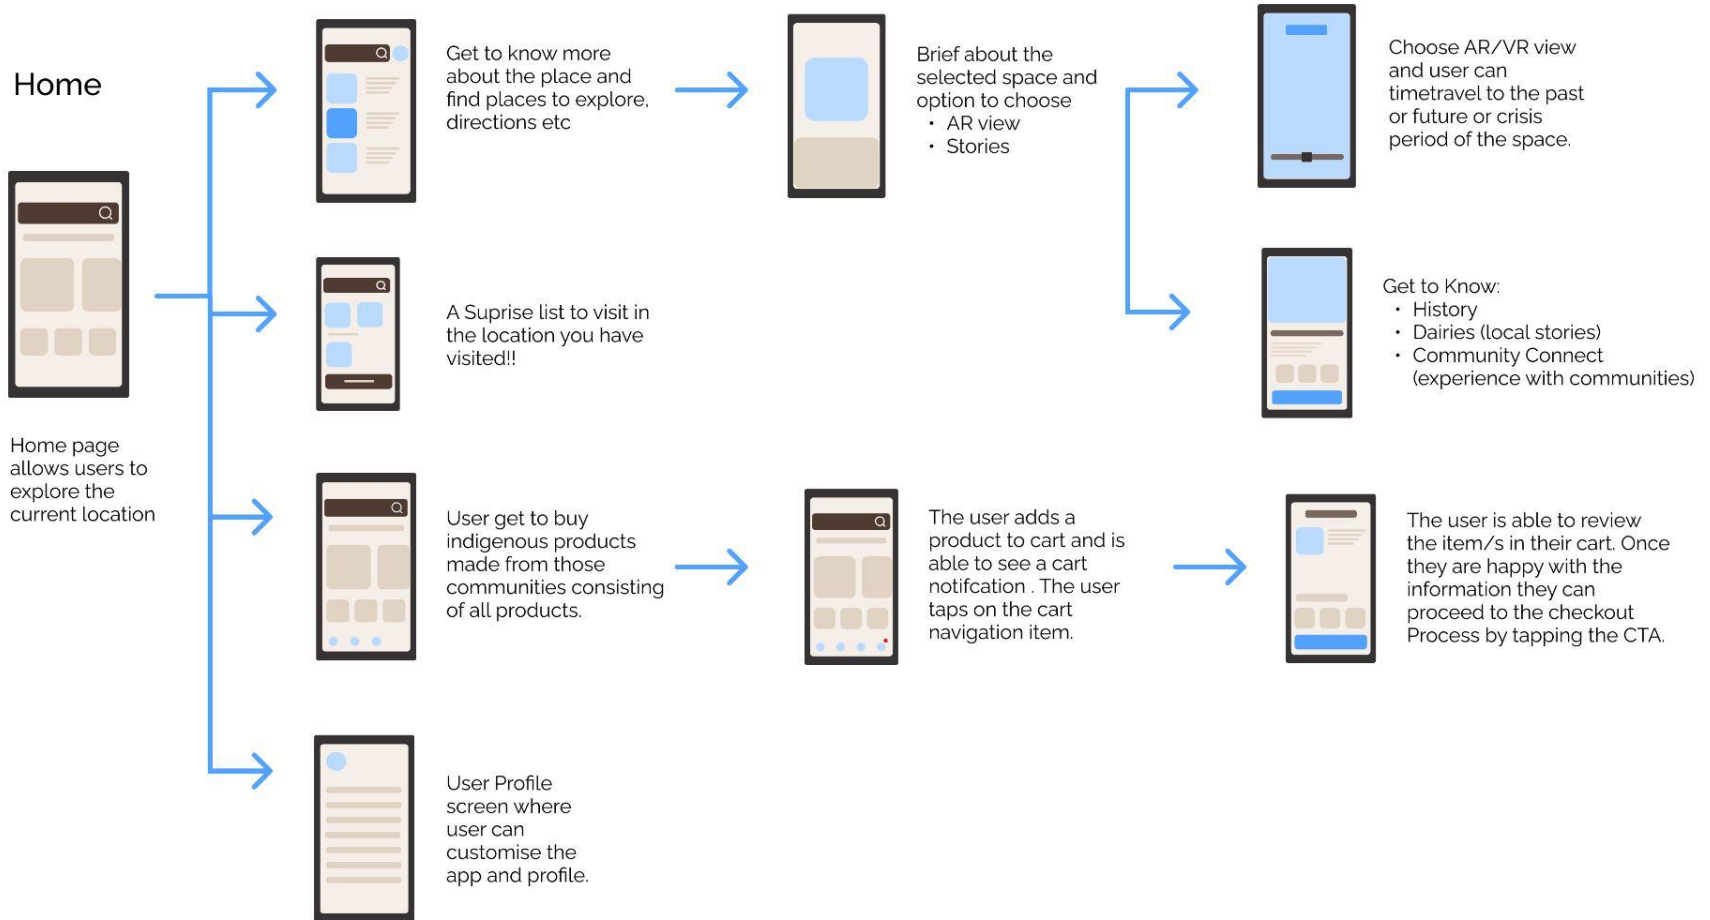 Home
Home page
allows users to
explore the
current location
Get to know more
about the place and
find places to explore,
directions etc
Brief about the
selected space and
option to choose
• AR view
• Stories
Choose AR/VR view
and user can
timetravel to the past
or future or crisis
period of the space.
Get to Know:
• History
• Dairies (local stories)
• Community Connect
(experience with communities)
A Suprise list to visit in
the location you have
visited!!
User get to buy
indigenous products
made from those
communities consisting
of all products.
The user adds a
product to cart and is
able to see a cart
notifcation . The user
taps on the cart
navigation item.
The user is able to review
the item/s in their cart. Once
they are happy with the
information they can
proceed to the checkout
Process by tapping the CTA.
User Profile
screen where
user can
customise the
app and profile.